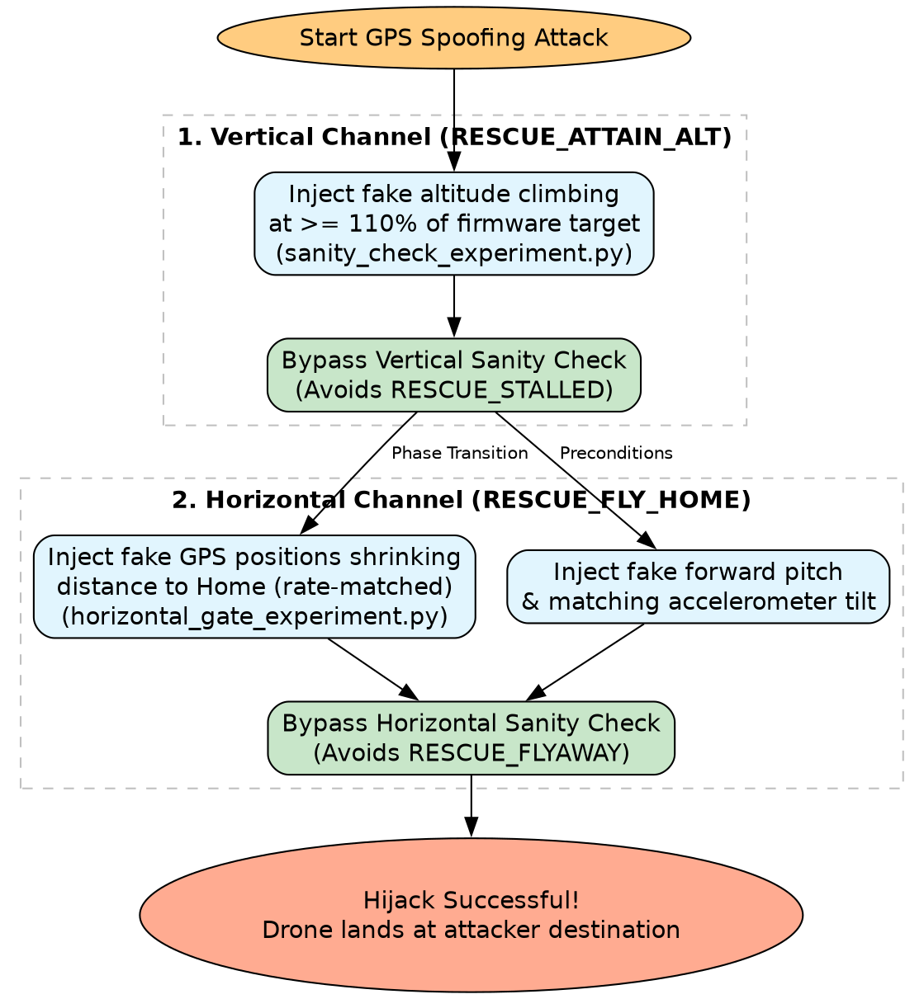 Start GPS Spoofing Attack
1. Vertical Channel (RESCUE_ATTAIN_ALT)
Inject fake altitude climbing
at >= 110% of firmware target
(sanity_check_experiment.py)
Bypass Vertical Sanity Check
(Avoids RESCUE_STALLED)
Phase Transition
Preconditions
2. Horizontal Channel (RESCUE_FLY_HOME)
Inject fake GPS positions shrinking
distance to Home (rate-matched)
(horizontal_gate_experiment.py)
Inject fake forward pitch
& matching accelerometer tilt
Bypass Horizontal Sanity Check
(Avoids RESCUE_FLYAWAY)
Hijack Successful!
Drone lands at attacker destination